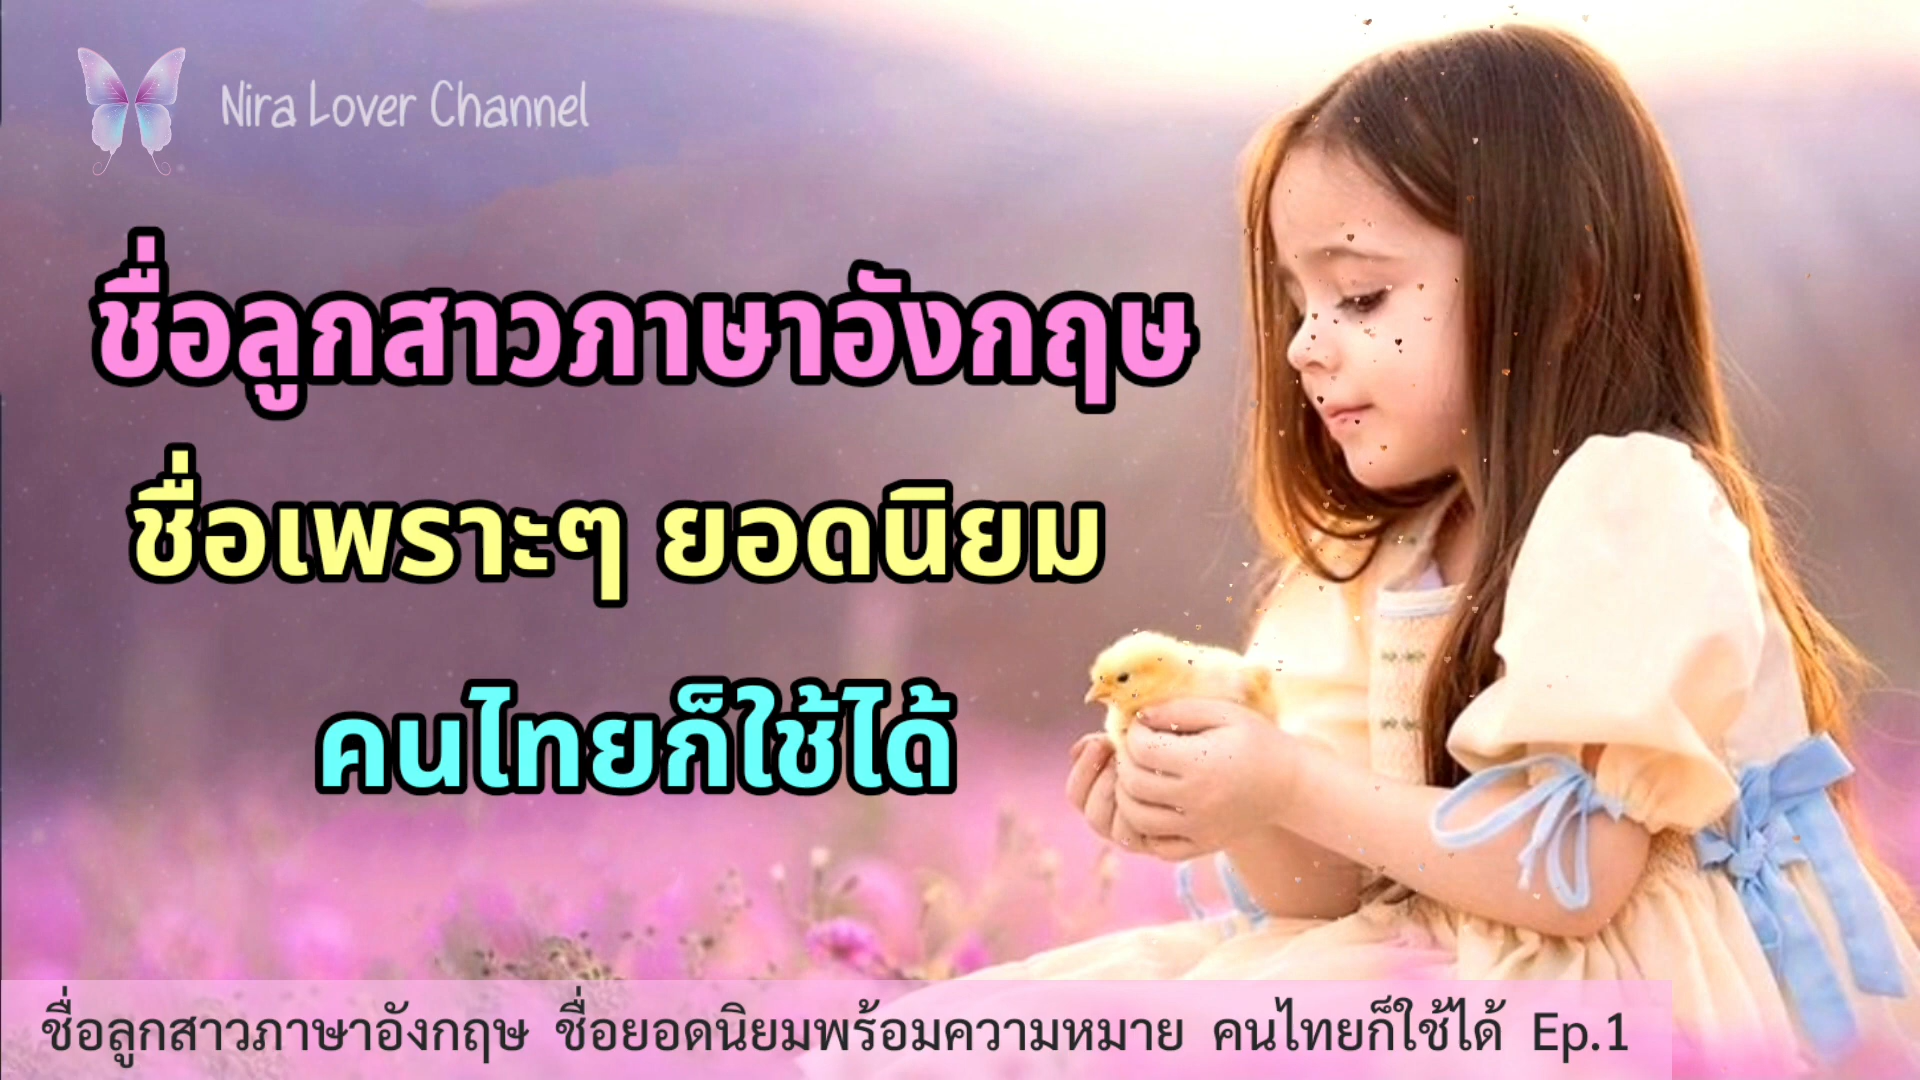 Nira Lover Channel
ชื่อลูกสาวภาษาอังกฤษ
ชื่อเพราะๆ ยอดนิยม
คนไทยก็ใช้ได้
ชื่อลูกสาวภาษาอังกฤษ ชื่อยอดนิยมพร้อมความหมาย คนไทยก็ใช้ได้ Ep.1